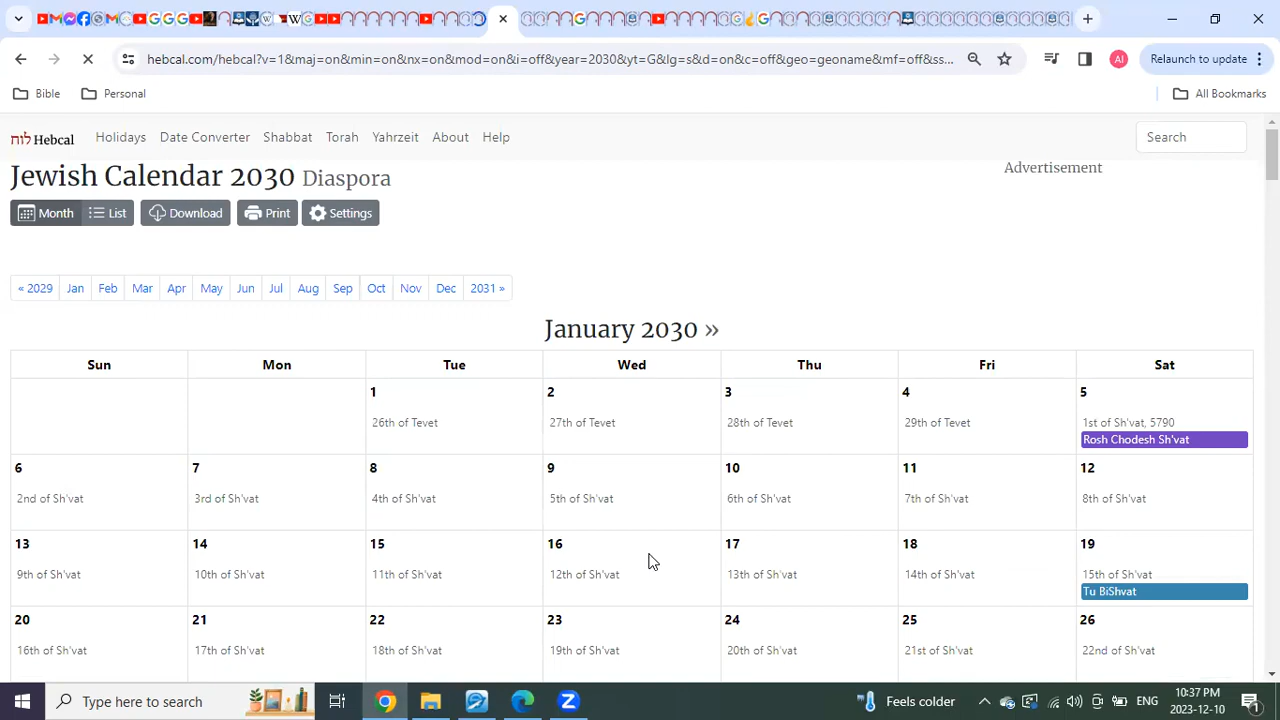 hebcal.com/hebcal?v=1&maj=on&min=on&nx=on&mod=on&i=off&year=2030&yt=G&lg=s&d=on&c=off&geo=geoname&mf=off&ss...
Relaunch to update
Bible
Personal
All Bookmarks
לוח Hebcal
Holidays
Date Converter
Shabbat
Torah
Yahrzeit
About
Help
Search
Jewish Calendar 2030 Diaspora
Advertisement
Month
List
Download
Print
Settings
« 2029 Jan Feb Mar Apr May Jun Jul Aug Sep Oct Nov Dec 2031 »
January 2030 »
Sun Mon Tue Wed Thu Fri Sat
1 2 3 4 5
26th of Tevet 27th of Tevet 28th of Tevet 29th of Tevet 1st of Sh'vat, 5790
Rosh Chodesh Sh'vat
6 7 8 9 10 11 12
2nd of Sh'vat 3rd of Sh'vat 4th of Sh'vat 5th of Sh'vat 6th of Sh'vat 7th of Sh'vat 8th of Sh'vat
13 14 15 16 17 18 19
9th of Sh'vat 10th of Sh'vat 11th of Sh'vat 12th of Sh'vat 13th of Sh'vat 14th of Sh'vat 15th of Sh'vat
Tu BiShvat
20 21 22 23 24 25 26
16th of Sh'vat 17th of Sh'vat 18th of Sh'vat 19th of Sh'vat 20th of Sh'vat 21st of Sh'vat 22nd of Sh'vat
Type here to search
Feels colder
ENG
10:37 PM
2023-12-10